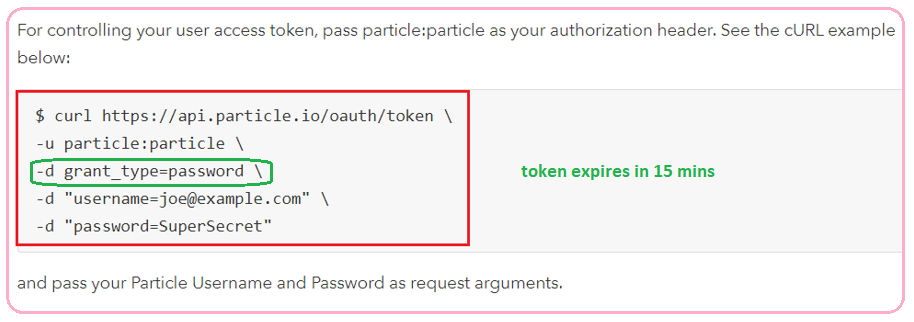 For controlling your user access token, pass particle:particle as your authorization header. See the cURL example
below:
$ curl https://api.particle.io/oauth/token \
-u particle:particle \
-d grant_type=password \
token expires in 15 mins
-d "username=joe@example.com" \
-d "password=SuperSecret"
and pass your Particle Username and Password as request arguments.